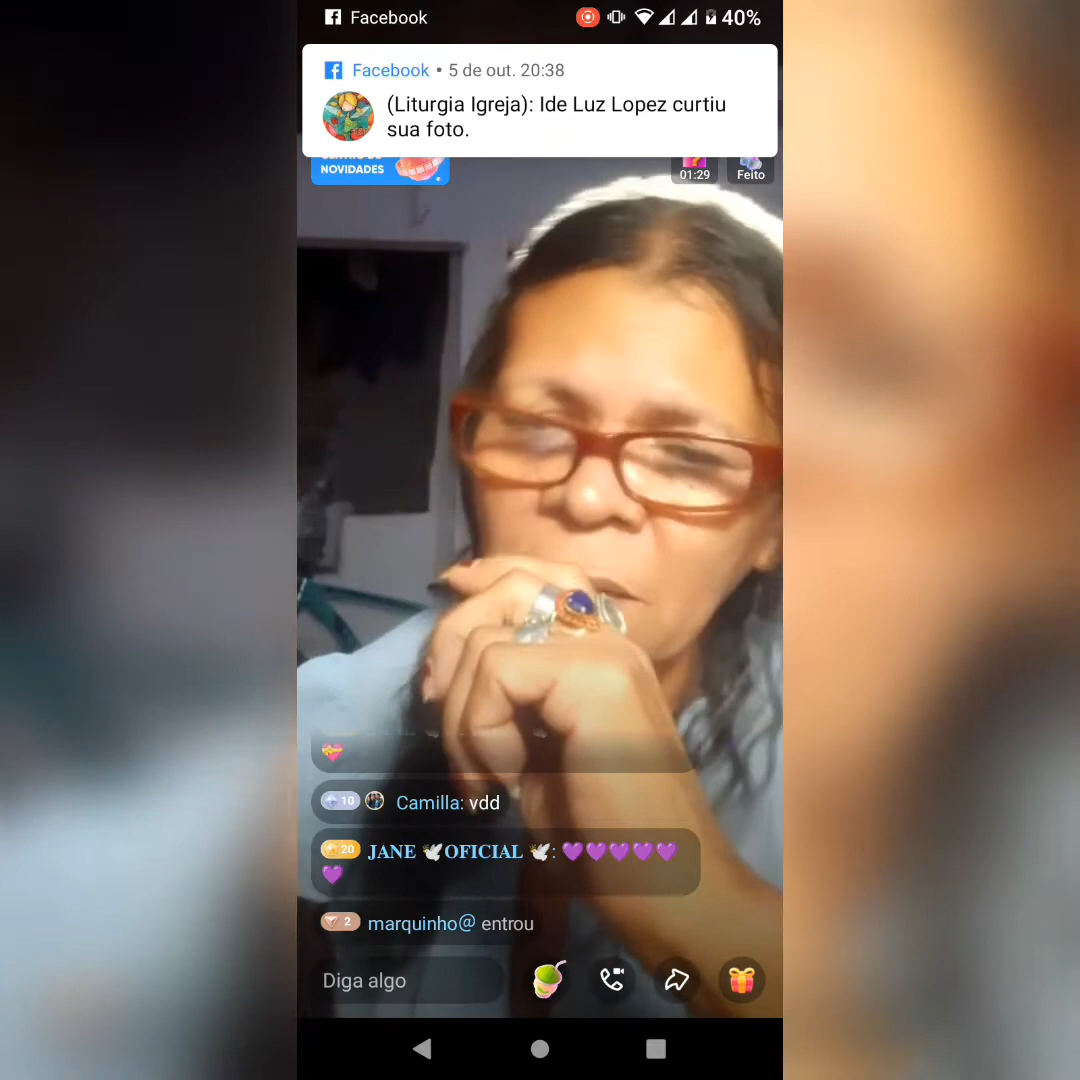 Facebook 40%
Facebook • 5 de out. 20:38
(Liturgia Igreja): Ide Luz Lopez curtiu
sua foto.
NOVIDADES
01:29 Feito
10 Camilla: vdd
20 JANE 🕊️OFICIAL 🕊️: 💜💜💜💜💜
💜
2 marquinho@ entrou
Diga algo